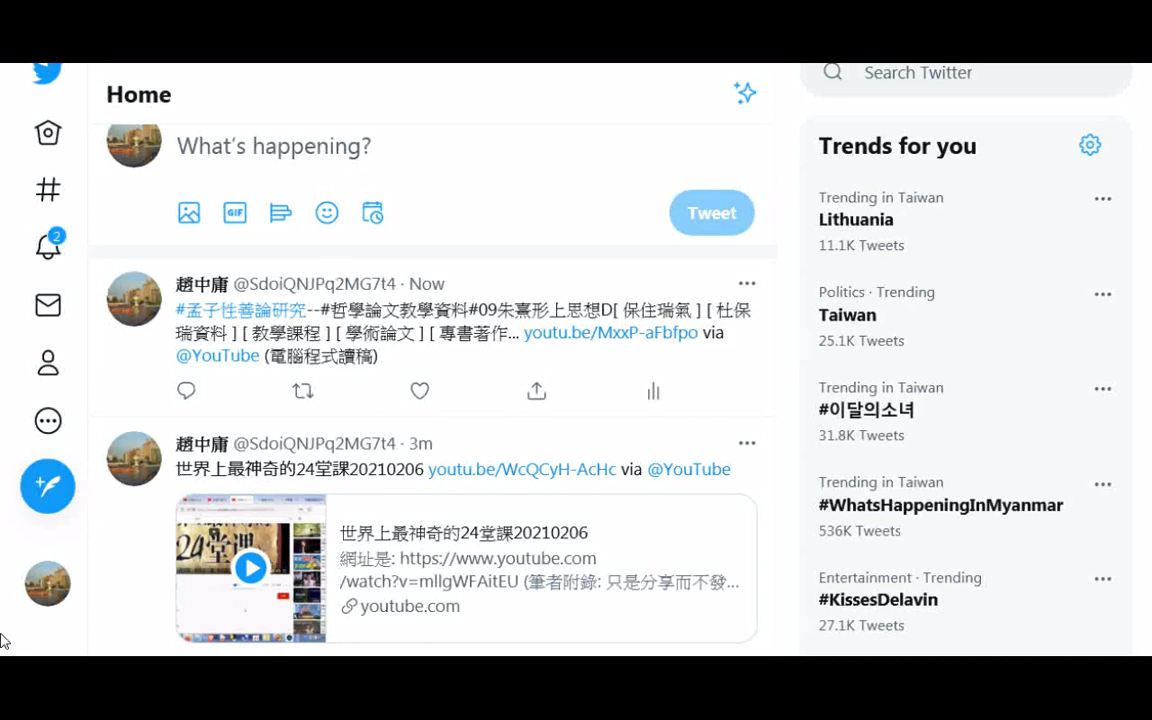 Home
What's happening?
GIF
Tweet
2
趙中庸 @SdoiQNJPq2MG7t4 · Now
#孟子性善論研究--#哲學論文教學資料#09朱熹形上思想D[ 保住瑞氣 ] [ 杜保
瑞資料 ] [ 教學課程 ] [ 學術論文 ] [ 專書著作... youtu.be/MxxP-aFbfpo via
@YouTube (電腦程式讀稿)
趙中庸 @SdoiQNJPq2MG7t4 · 3m
世界上最神奇的24堂課20210206 youtu.be/WcQCyH-AcHc via @YouTube
24堂課
世界上最神奇的24堂課20210206
網址是: https://www.youtube.com
/watch?v=mllgWFAitEU (筆者附錄: 只是分享而不發...
youtube.com
Search Twitter
Trends for you
Trending in Taiwan
Lithuania
11.1K Tweets
Politics · Trending
Taiwan
25.1K Tweets
Trending in Taiwan
#이달의소녀
31.8K Tweets
Trending in Taiwan
#WhatsHappeningInMyanmar
536K Tweets
Entertainment · Trending
#KissesDelavin
27.1K Tweets